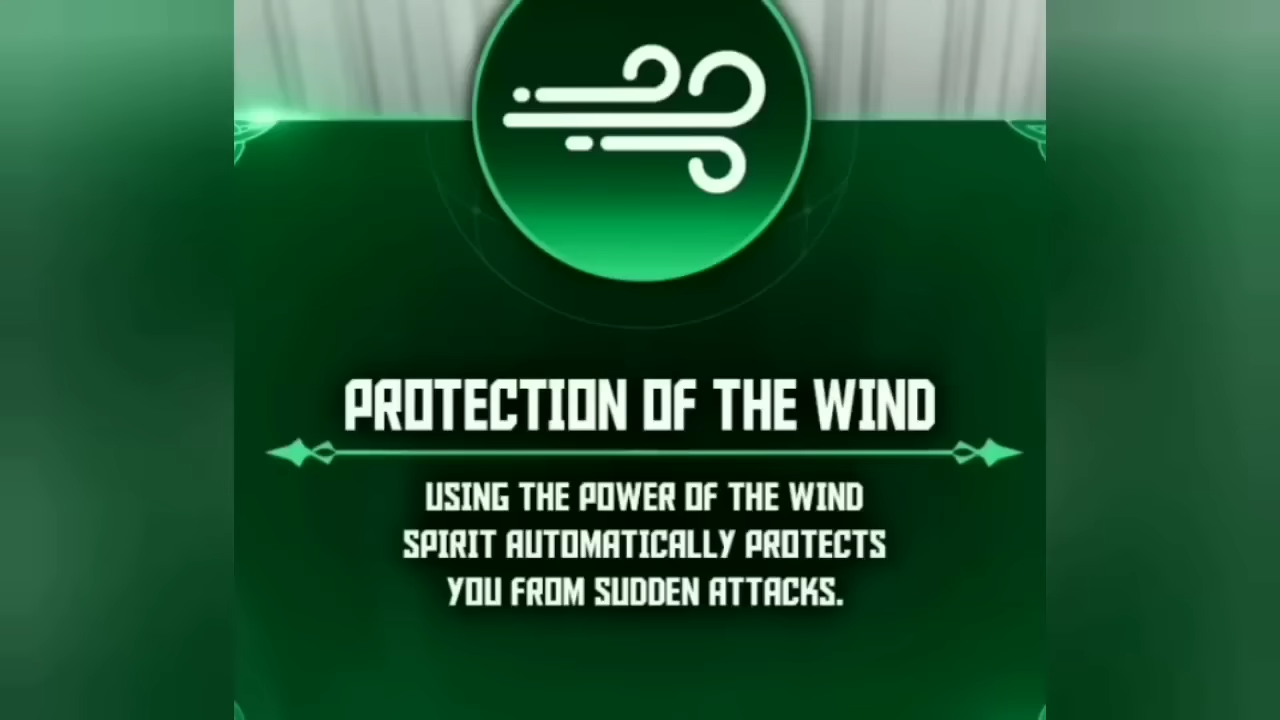 PROTECTION OF THE WIND
USING THE POWER OF THE WIND
SPIRIT AUTOMATICALLY PROTECTS
YOU FROM SUDDEN ATTACKS.